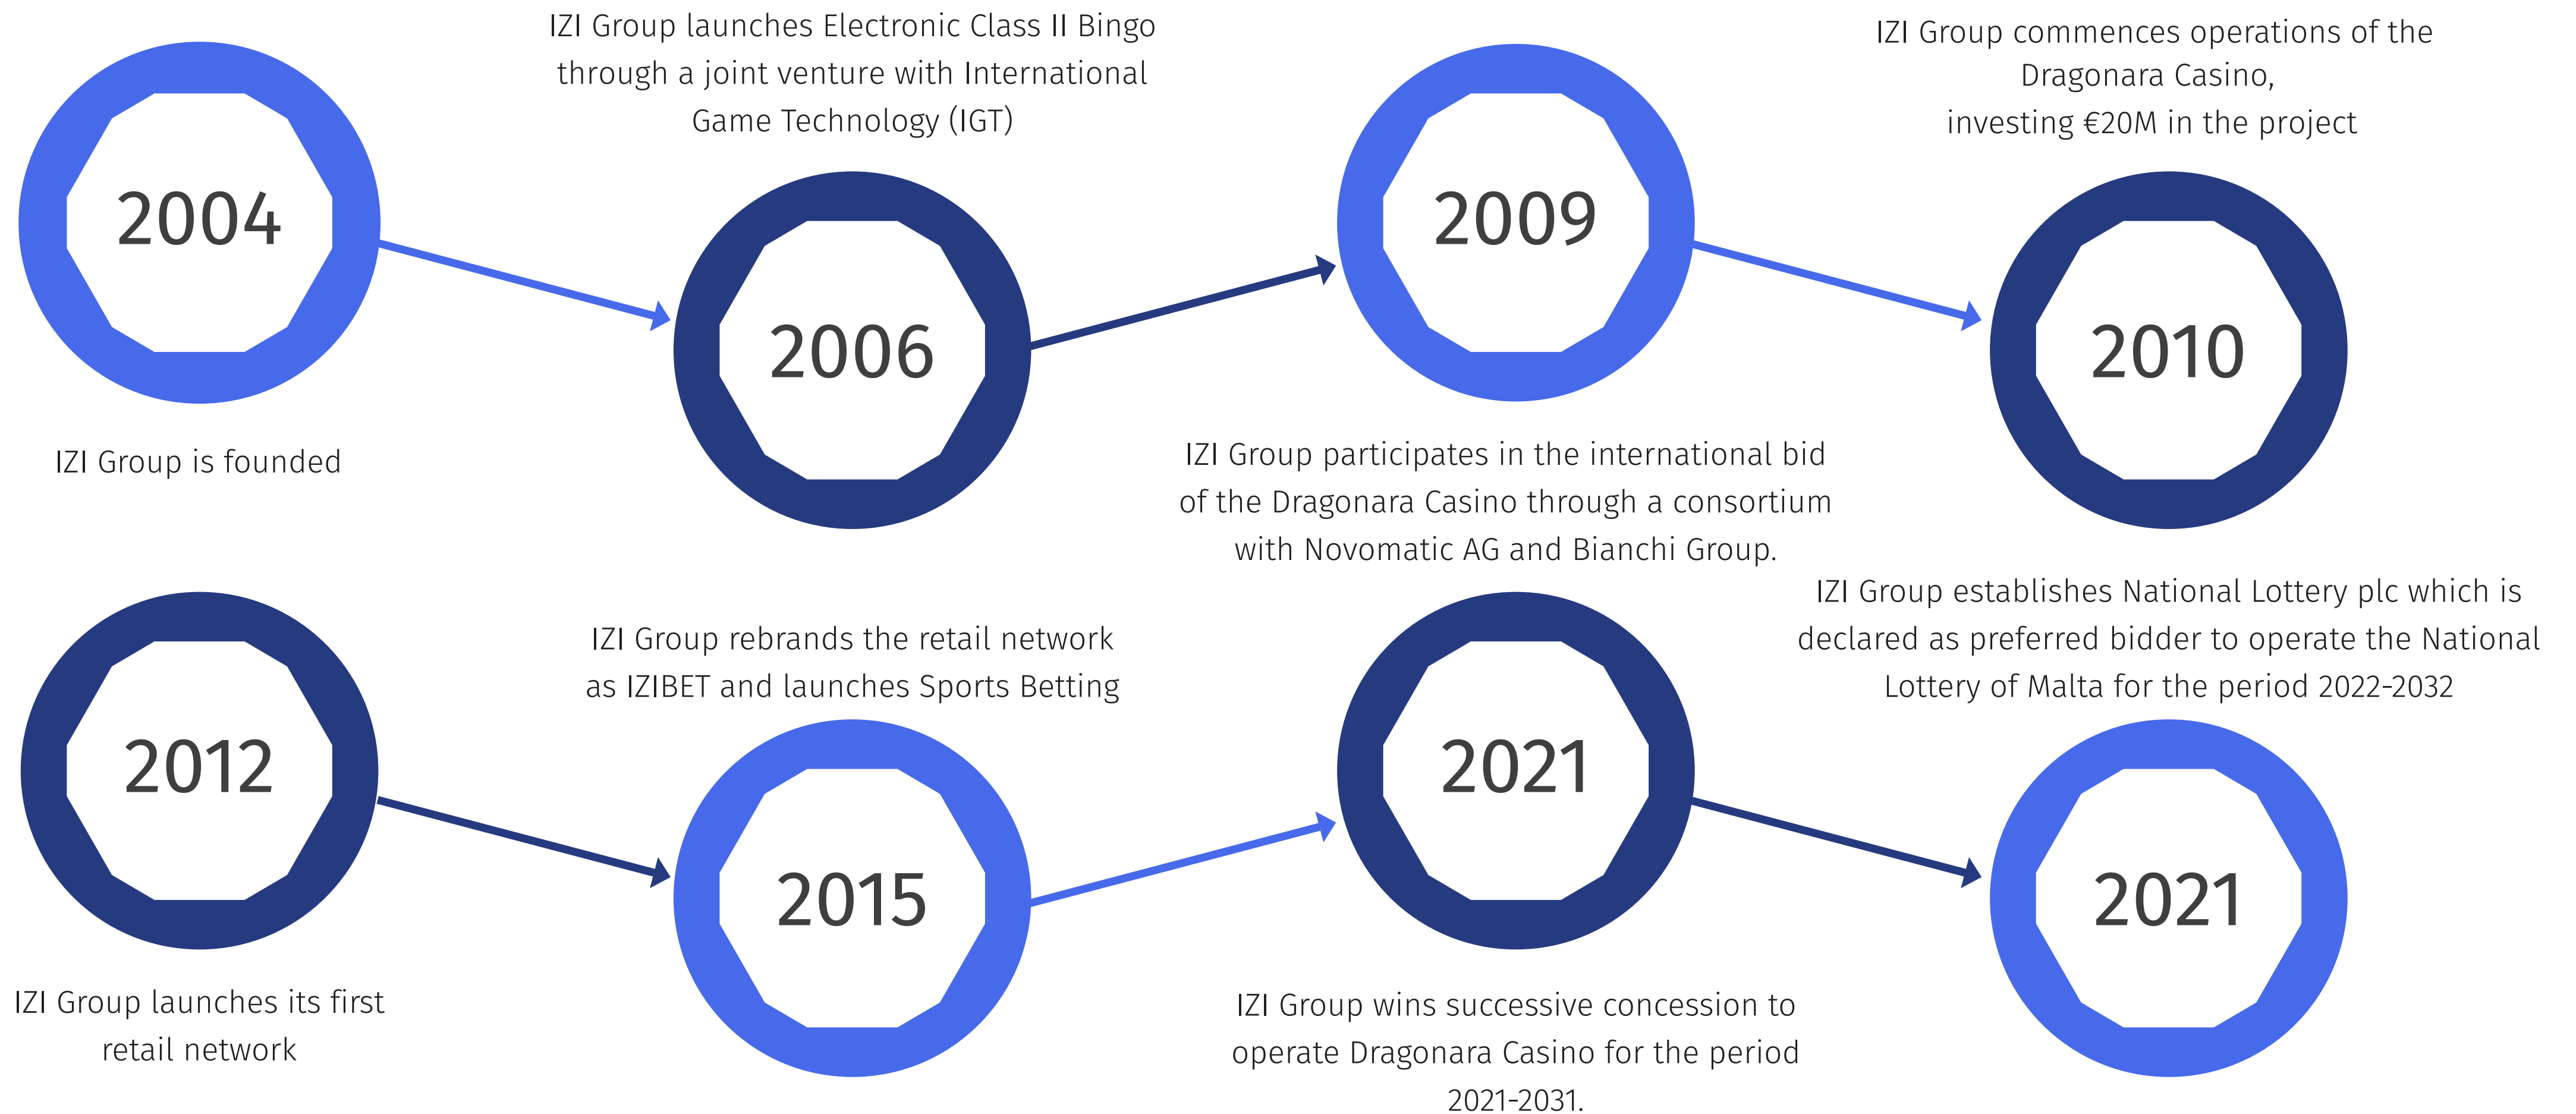 2004
IZI Group is founded
IZI Group launches Electronic Class II Bingo
through a joint venture with International
Game Technology (IGT)
2006
2009
IZI Group participates in the international bid
of the Dragonara Casino through a consortium
with Novomatic AG and Bianchi Group.
IZI Group commences operations of the
Dragonara Casino,
investing €20M in the project
2010
2012
IZI Group launches its first
retail network
IZI Group rebrands the retail network
as IZIBET and launches Sports Betting
2015
2021
IZI Group wins successive concession to
operate Dragonara Casino for the period
2021-2031.
IZI Group establishes National Lottery plc which is
declared as preferred bidder to operate the National
Lottery of Malta for the period 2022-2032
2021